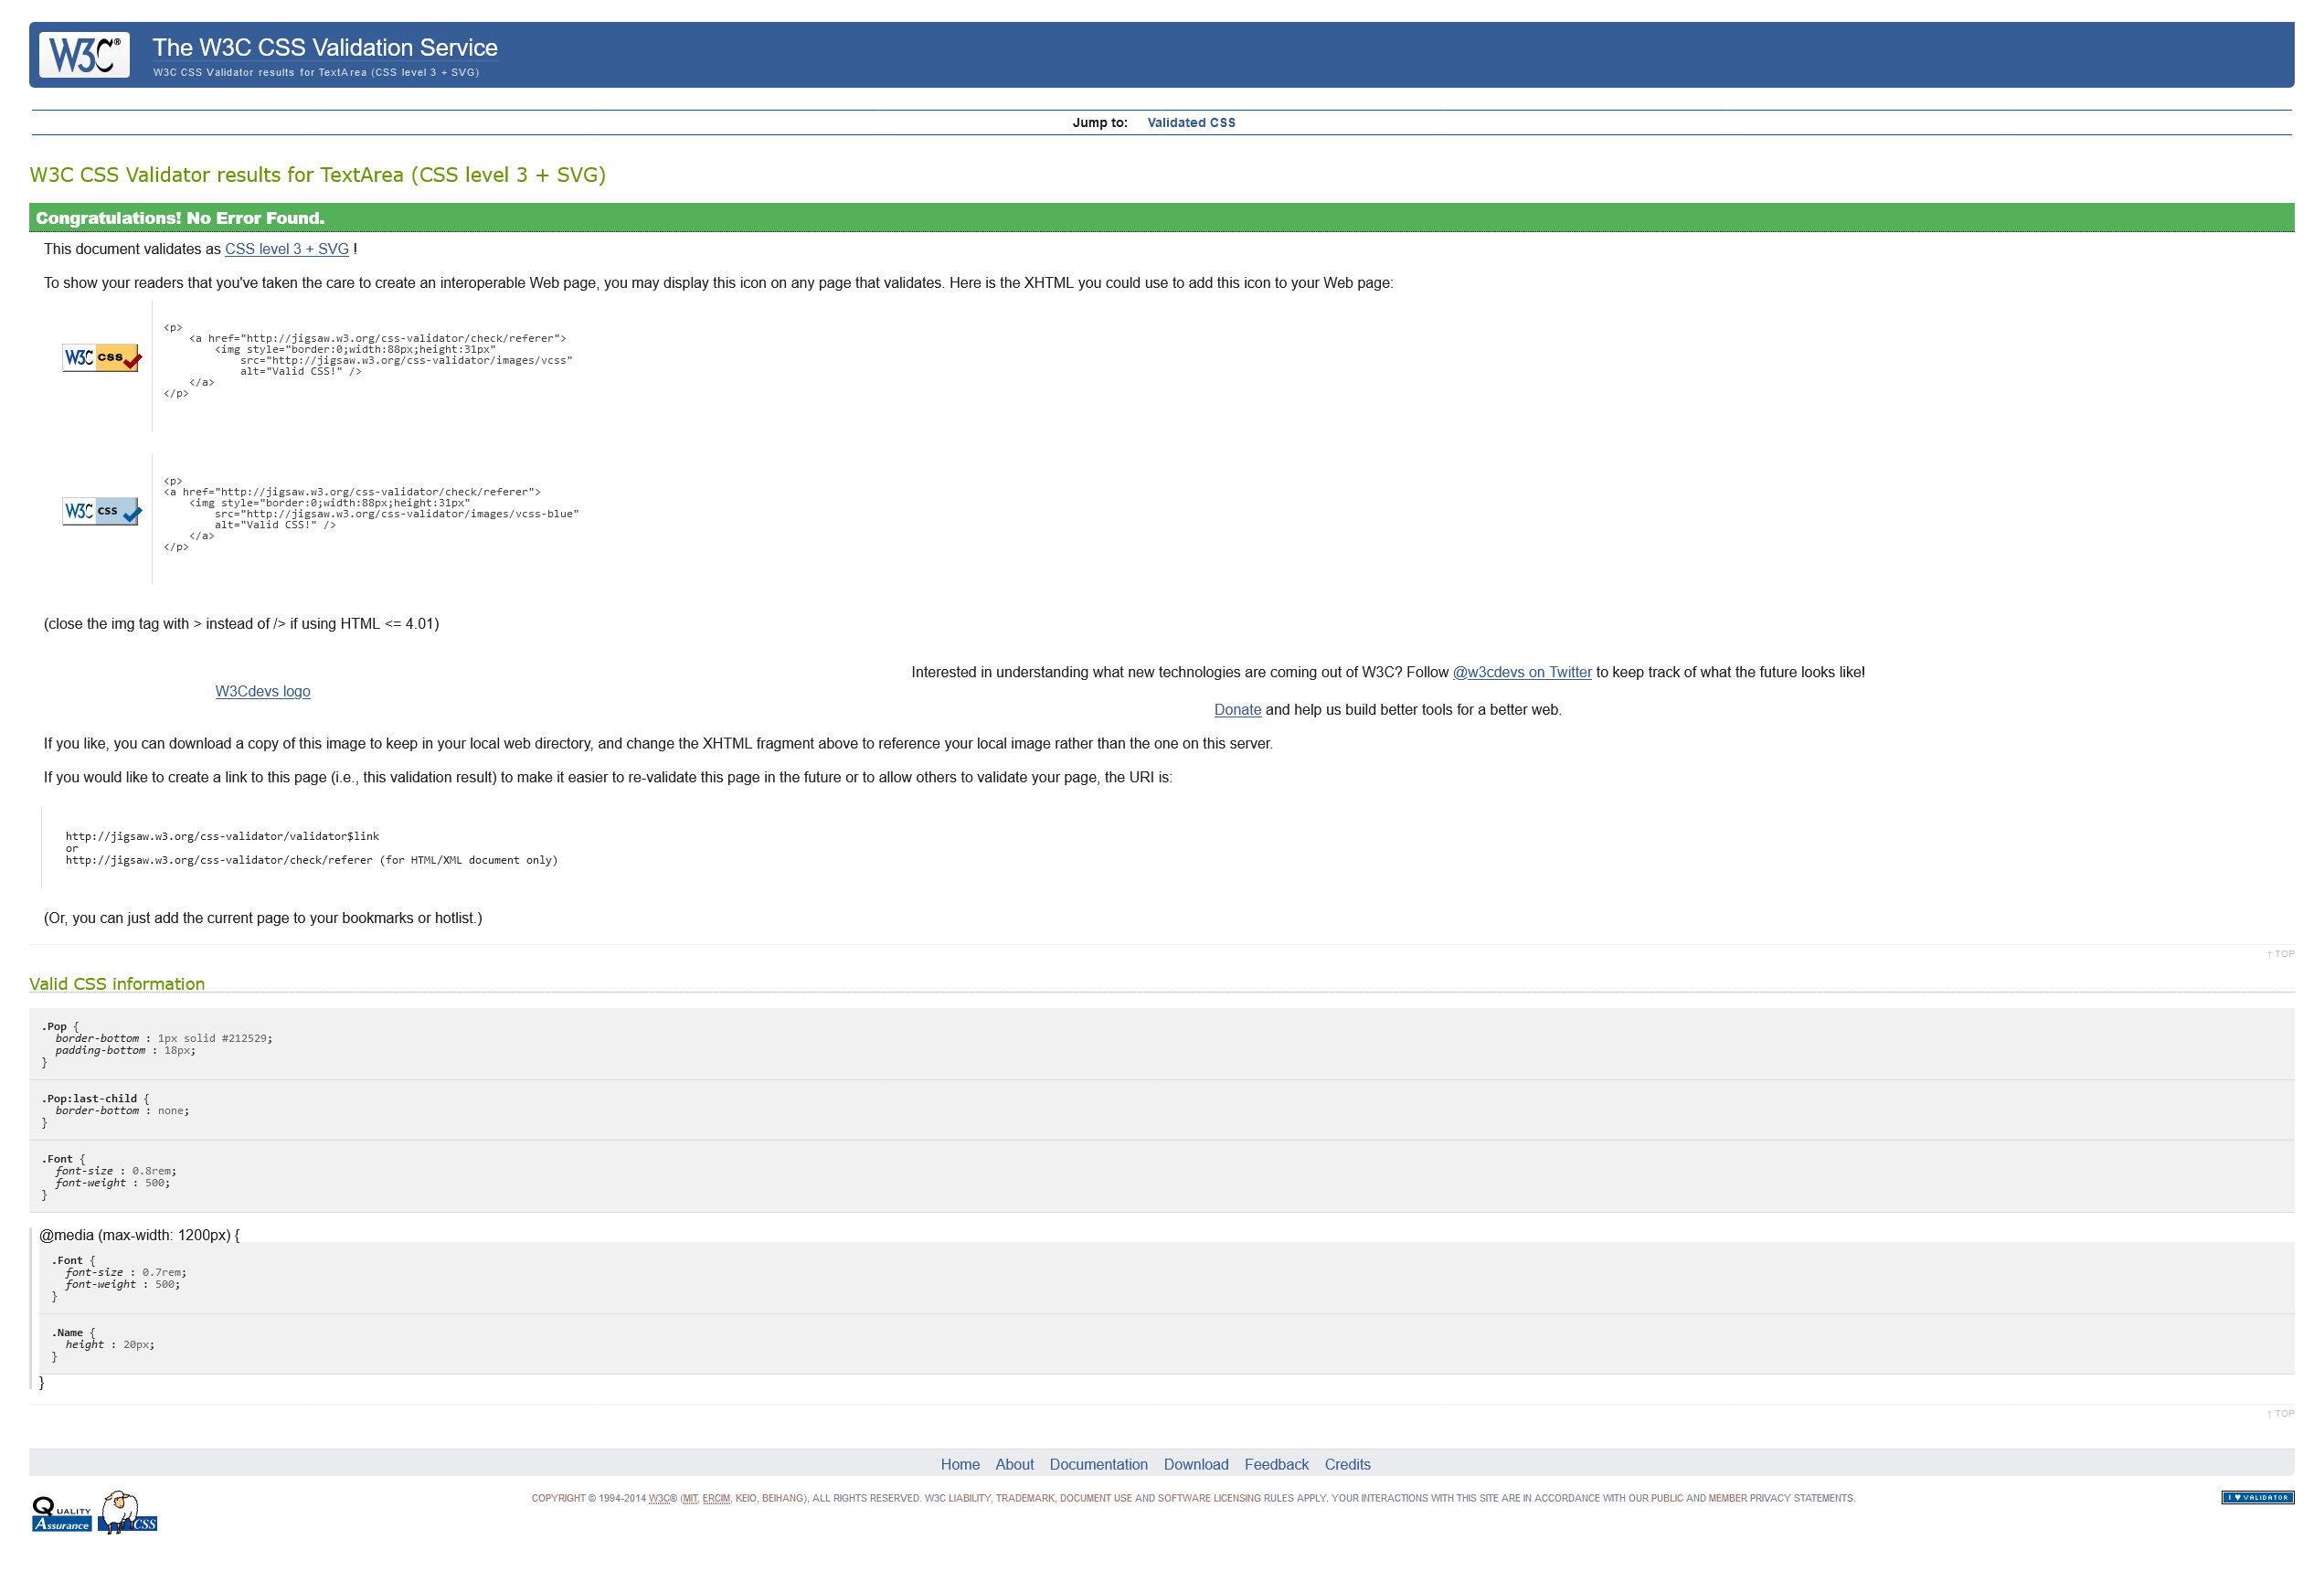 W3C®
The W3C CSS Validation Service
W3C CSS Validator results for TextArea (CSS level 3 + SVG)
Jump to: Validated CSS
W3C CSS Validator results for TextArea (CSS level 3 + SVG)
Congratulations! No Error Found.
This document validates as CSS level 3 + SVG !
To show your readers that you've taken the care to create an interoperable Web page, you may display this icon on any page that validates. Here is the XHTML you could use to add this icon to your Web page:
W3C css
<p>
    <a href="http://jigsaw.w3.org/css-validator/check/referer">
        <img style="border:0;width:88px;height:31px"
            src="http://jigsaw.w3.org/css-validator/images/vcss"
            alt="Valid CSS!" />
    </a>
</p>
W3C css
<p>
<a href="http://jigsaw.w3.org/css-validator/check/referer">
    <img style="border:0;width:88px;height:31px"
        src="http://jigsaw.w3.org/css-validator/images/vcss-blue"
        alt="Valid CSS!" />
    </a>
</p>
(close the img tag with > instead of /> if using HTML <= 4.01)
Interested in understanding what new technologies are coming out of W3C? Follow @w3cdevs on Twitter to keep track of what the future looks like!
W3Cdevs logo
Donate and help us build better tools for a better web.
If you like, you can download a copy of this image to keep in your local web directory, and change the XHTML fragment above to reference your local image rather than the one on this server.
If you would like to create a link to this page (i.e., this validation result) to make it easier to re-validate this page in the future or to allow others to validate your page, the URI is:
http://jigsaw.w3.org/css-validator/validator$link
or
http://jigsaw.w3.org/css-validator/check/referer (for HTML/XML document only)
(Or, you can just add the current page to your bookmarks or hotlist.)
↑ TOP
Valid CSS information
.Pop {
  border-bottom : 1px solid #212529;
  padding-bottom : 18px;
}
.Pop:last-child {
  border-bottom : none;
}
.Font {
  font-size : 0.8rem;
  font-weight : 500;
}
@media (max-width: 1200px) {
.Font {
  font-size : 0.7rem;
  font-weight : 500;
}
.Name {
  height : 20px;
}
}
↑ TOP
Home About Documentation Download Feedback Credits
Quality Assurance
CSS
COPYRIGHT © 1994-2014 W3C® (MIT, ERCIM, KEIO, BEIHANG), ALL RIGHTS RESERVED. W3C LIABILITY, TRADEMARK, DOCUMENT USE AND SOFTWARE LICENSING RULES APPLY. YOUR INTERACTIONS WITH THIS SITE ARE IN ACCORDANCE WITH OUR PUBLIC AND MEMBER PRIVACY STATEMENTS.
I ♥ VALIDATOR